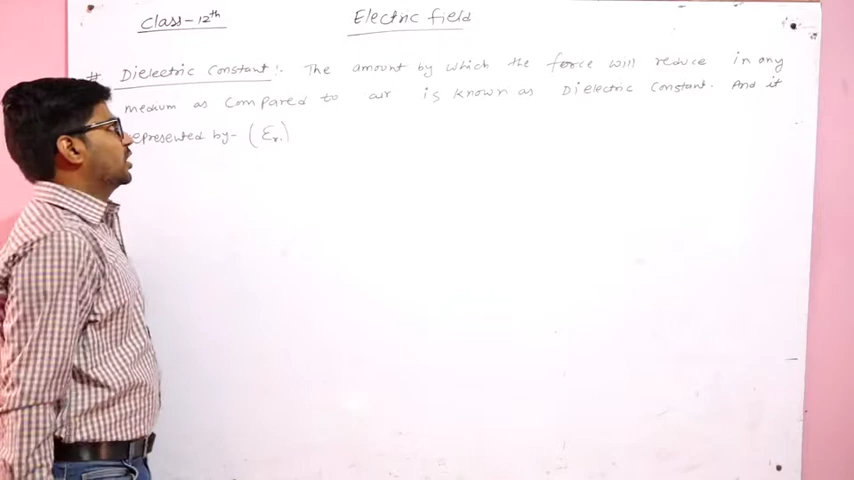 Class-12th
Electric field
# Dielectric Constant :- The amount by which the force will reduce in any
medium as Compared to air is known as Dielectric Constant. And it
represented by- (Ɛr.)